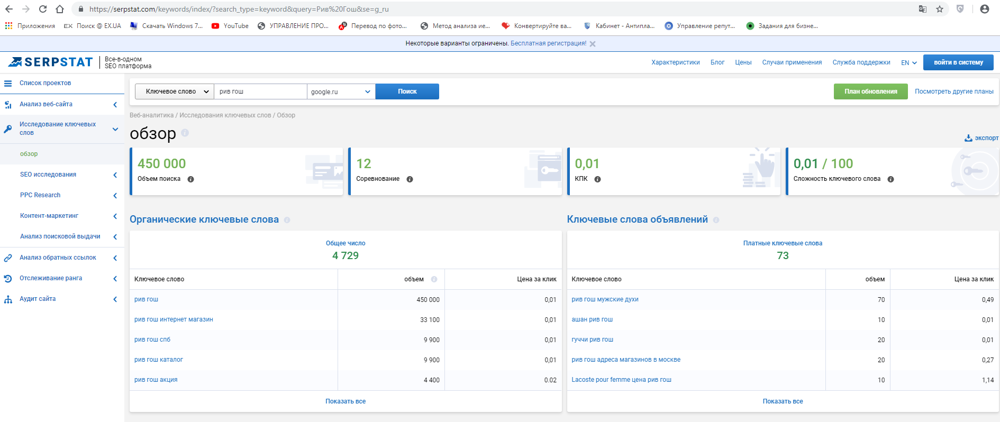 https://serpstat.com/keywords/index/?search_type=keyword&query=Рив%20Гош&se=g_ru
Приложения
EX Поиск @ EX.UA
Скачать Windows 7...
YouTube
УПРАВЛЕНИЕ ПРО...
Перевод по фото...
Метод анализа ие...
Конвертируйте ва...
Кабинет - Антипла...
Управление репут...
Задания для бизне...
Некоторые варианты ограничены. Бесплатная регистрация!
SERPSTAT
Все-в-одном
SEO платформа
Характеристики
Блог
Цены
Случаи применения
Служба поддержки
EN
войти в систему
Список проектов
Анализ веб-сайта
Исследование ключевых
слов
обзор
SEO исследования
PPC Research
Контент-маркетинг
Анализ поисковой выдачи
Анализ обратных ссылок
Отслеживание ранга
Аудит сайта
Ключевое слово
рив гош
google.ru
Поиск
План обновления
Посмотреть другие планы
Веб-аналитика / Исследования ключевых слов / Обзор
обзор
экспорт
450 000
Объем поиска
12
Соревнование
0,01
КПК
0,01 / 100
Сложность ключевого слова
Органические ключевые слова
Общее число
4 729
Ключевое слово объем Цена за клик
рив гош 450 000 0,01
рив гош интернет магазин 33 100 0,01
рив гош спб 9 900 0,01
рив гош каталог 9 900 0,01
рив гош акция 4 400 0.02
Показать все
Ключевые слова объявлений
Платные ключевые слова
73
Ключевое слово объем Цена за клик
рив гош мужские духи 70 0,49
ашан рив гош 10 0,01
гуччи рив гош 20 0,01
рив гош адреса магазинов в москве 20 0,27
Lacoste pour femme цена рив гош 10 1,14
Показать все